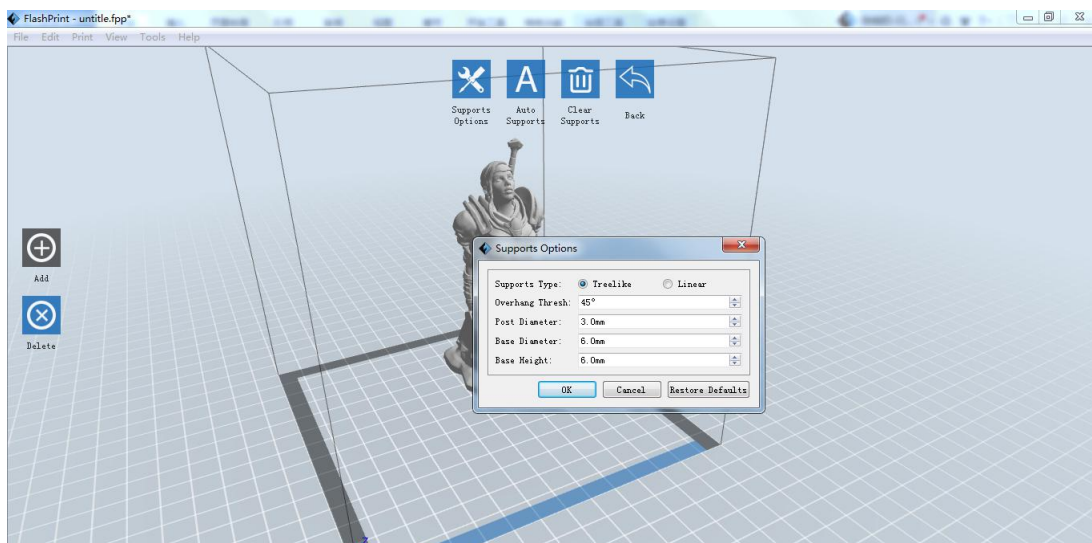 FlashPrint - untitle.fpp*
File Edit Print View Tools Help
Supports Options
Auto Supports
Clear Supports
Back
Add
Delete
Supports Options
Supports Type: Treelike Linear
Overhang Thresh: 45°
Post Diameter: 3.0mm
Base Diameter: 6.0mm
Base Height: 6.0mm
OK Cancel Restore Defaults
z